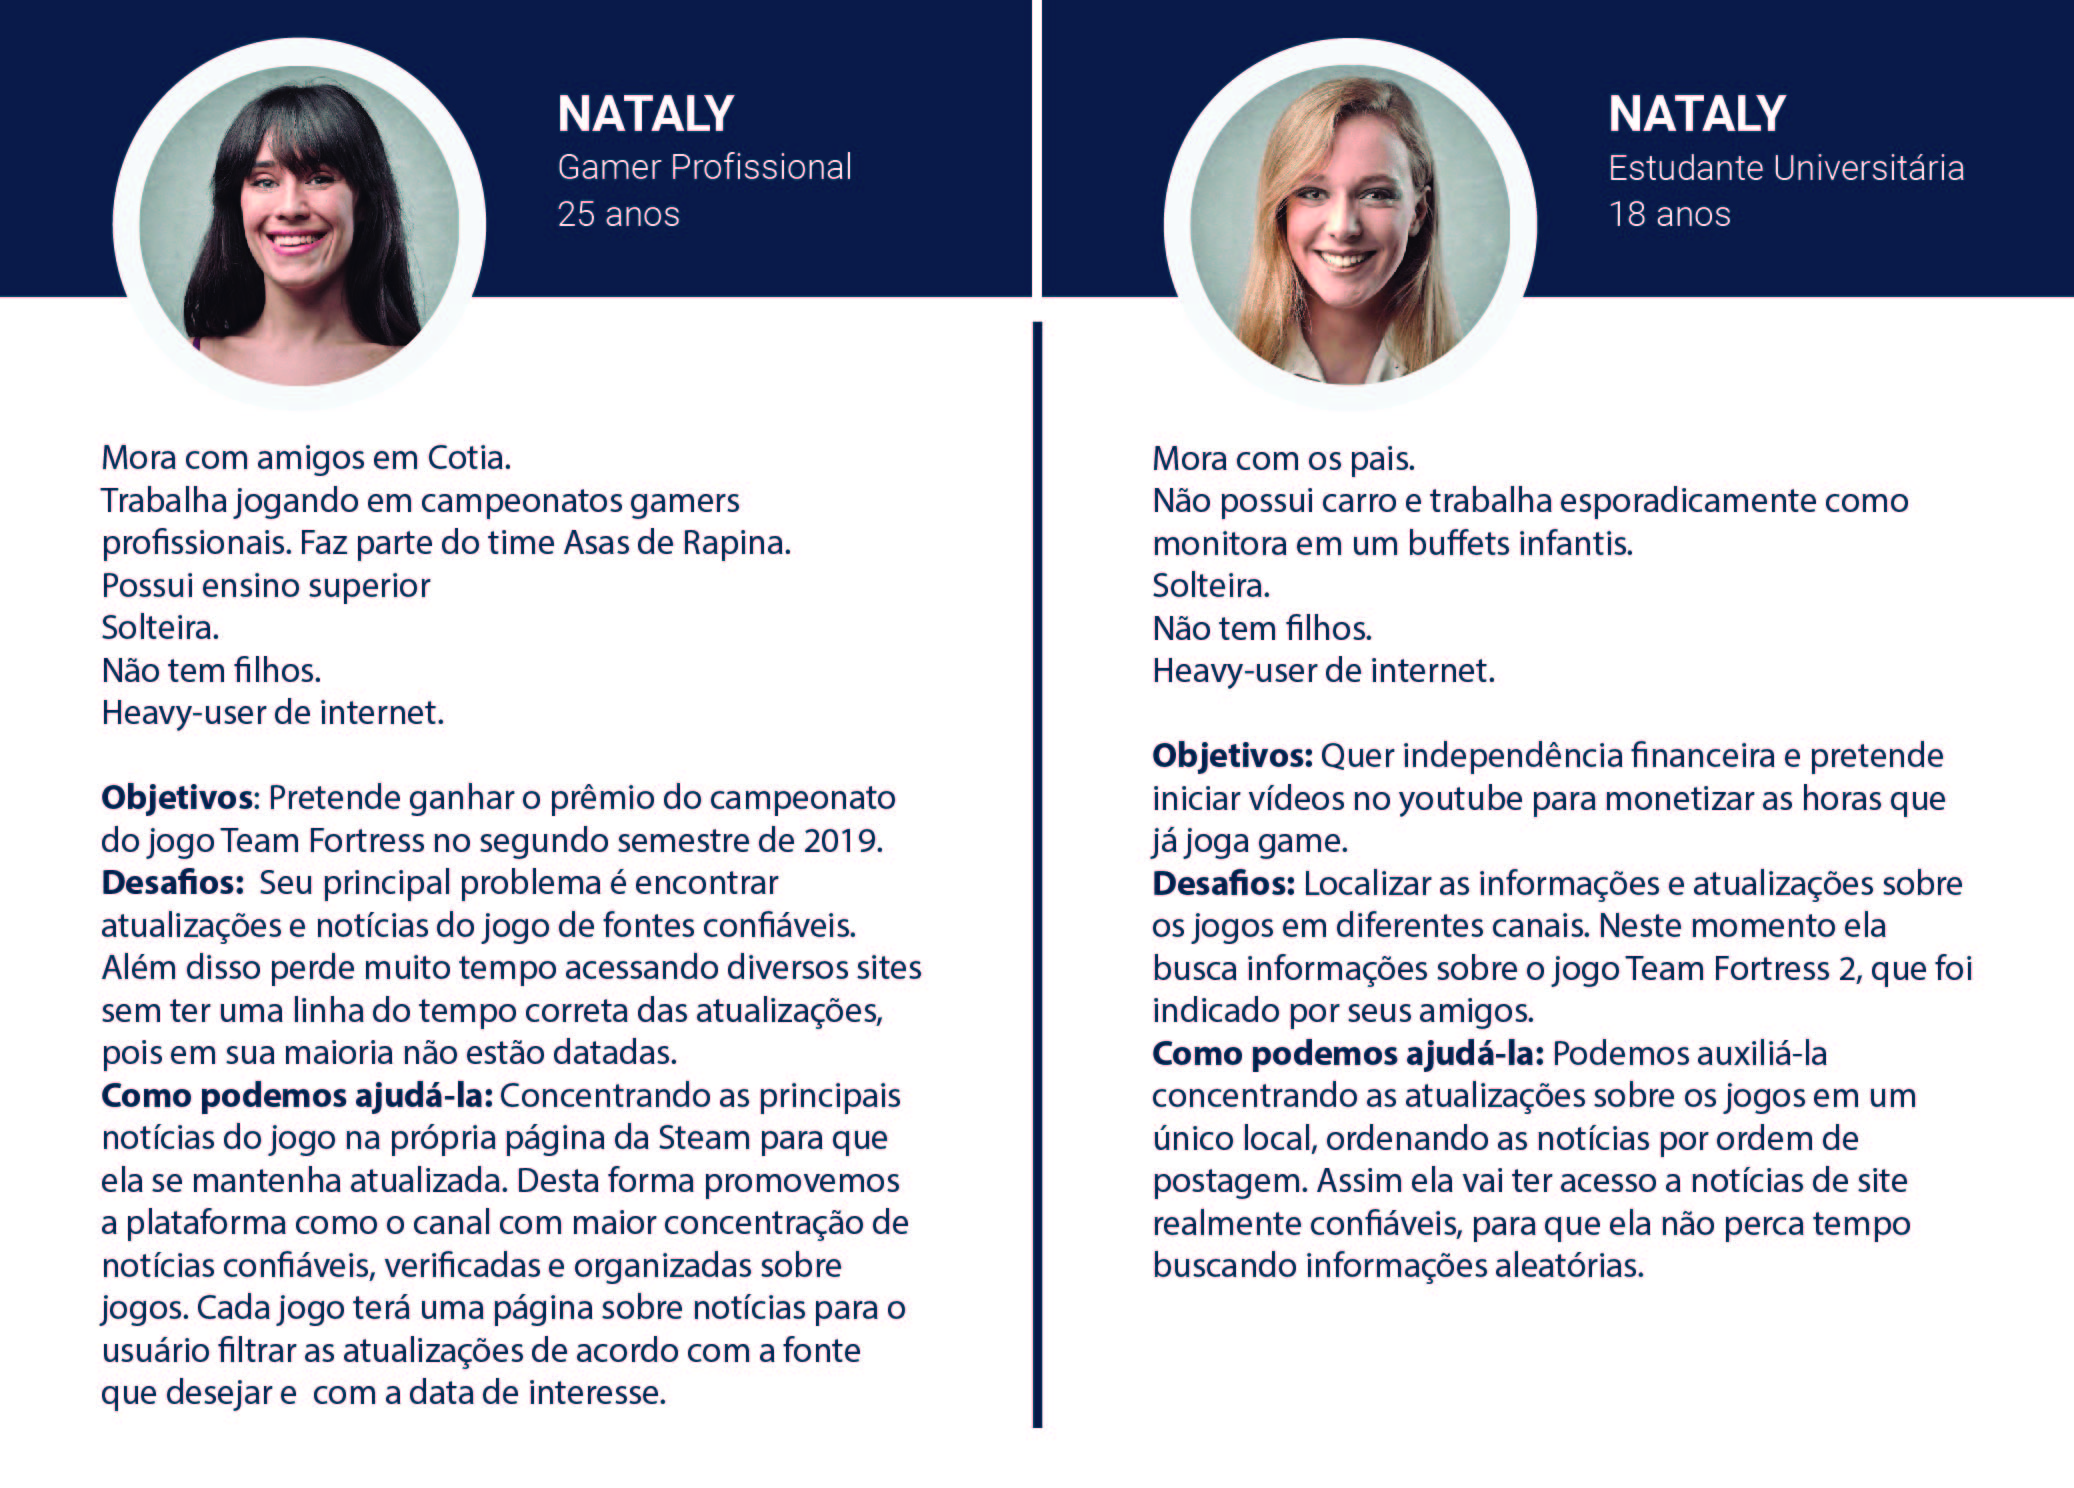 NATALY
Gamer Profissional
25 anos
Mora com amigos em Cotia.
Trabalha jogando em campeonatos gamers
profissionais. Faz parte do time Asas de Rapina.
Possui ensino superior
Solteira.
Não tem filhos.
Heavy-user de internet.
Objetivos: Pretende ganhar o prêmio do campeonato
do jogo Team Fortress no segundo semestre de 2019.
Desafios: Seu principal problema é encontrar
atualizações e notícias do jogo de fontes confiáveis.
Além disso perde muito tempo acessando diversos sites
sem ter uma linha do tempo correta das atualizações,
pois em sua maioria não estão datadas.
Como podemos ajudá-la: Concentrando as principais
notícias do jogo na própria página da Steam para que
ela se mantenha atualizada. Desta forma promovemos
a plataforma como o canal com maior concentração de
notícias confiáveis, verificadas e organizadas sobre
jogos. Cada jogo terá uma página sobre notícias para o
usuário filtrar as atualizações de acordo com a fonte
que desejar e com a data de interesse.
NATALY
Estudante Universitária
18 anos
Mora com os pais.
Não possui carro e trabalha esporadicamente como
monitora em um buffets infantis.
Solteira.
Não tem filhos.
Heavy-user de internet.
Objetivos: Quer independência financeira e pretende
iniciar vídeos no youtube para monetizar as horas que
já joga game.
Desafios: Localizar as informações e atualizações sobre
os jogos em diferentes canais. Neste momento ela
busca informações sobre o jogo Team Fortress 2, que foi
indicado por seus amigos.
Como podemos ajudá-la: Podemos auxiliá-la
concentrando as atualizações sobre os jogos em um
único local, ordenando as notícias por ordem de
postagem. Assim ela vai ter acesso a notícias de site
realmente confiáveis, para que ela não perca tempo
buscando informações aleatórias.